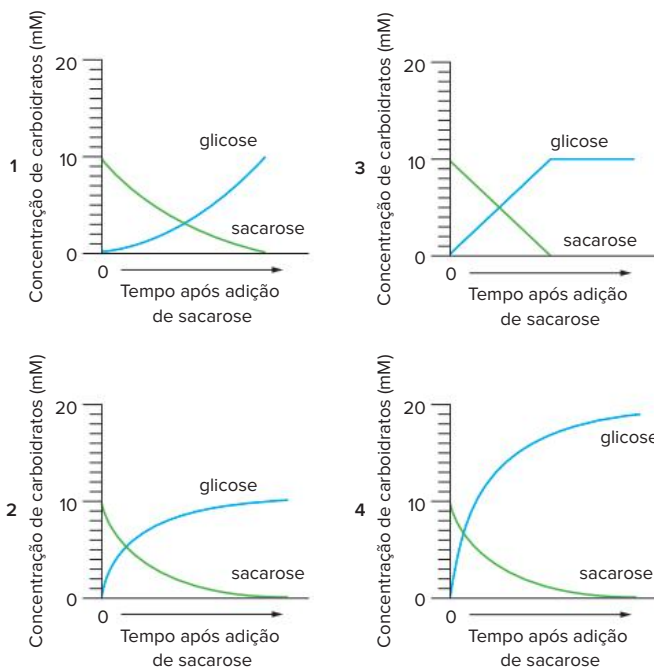 1
Concentração de carboidratos (mM)
20
10
0
glicose
sacarose
0
Tempo após adição
de sacarose
3
Concentração de carboidratos (mM)
20
10
0
glicose
sacarose
0
Tempo após adição
de sacarose
2
Concentração de carboidratos (mM)
20
10
0
glicose
sacarose
0
Tempo após adição
de sacarose
4
Concentração de carboidratos (mM)
20
10
0
glicose
sacarose
0
Tempo após adição
de sacarose